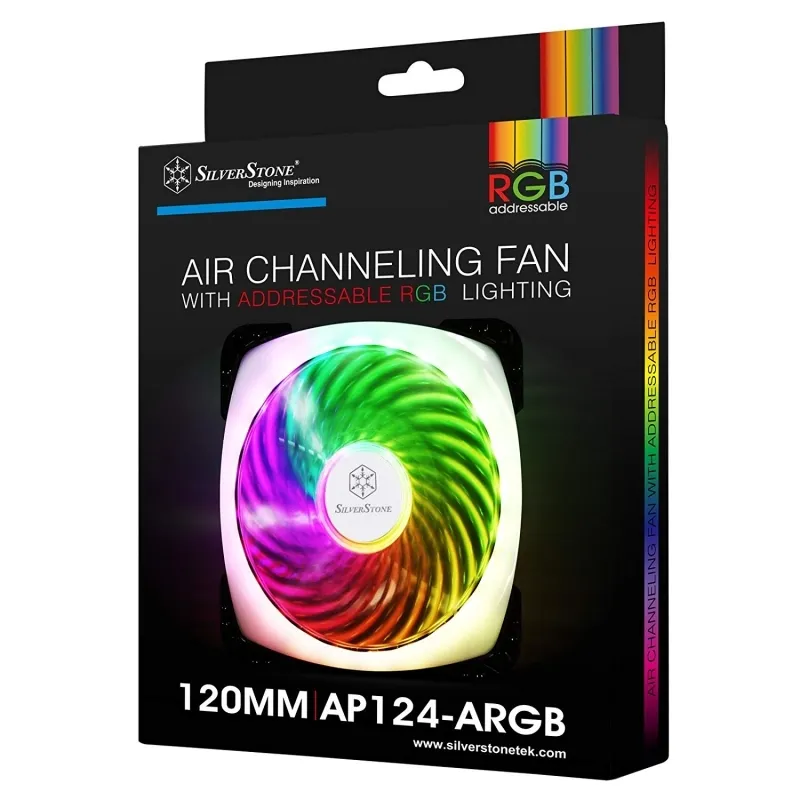 SILVERSTONE®
Designing Inspiration
RGB
addressable
AIR CHANNELING FAN
WITH ADDRESSABLE RGB LIGHTING
SILVERSTONE
120MM|AP124-ARGB
www.silverstonetek.com
AIR CHANNELING FAN WITH ADDRESSABLE RGB LIGHTING